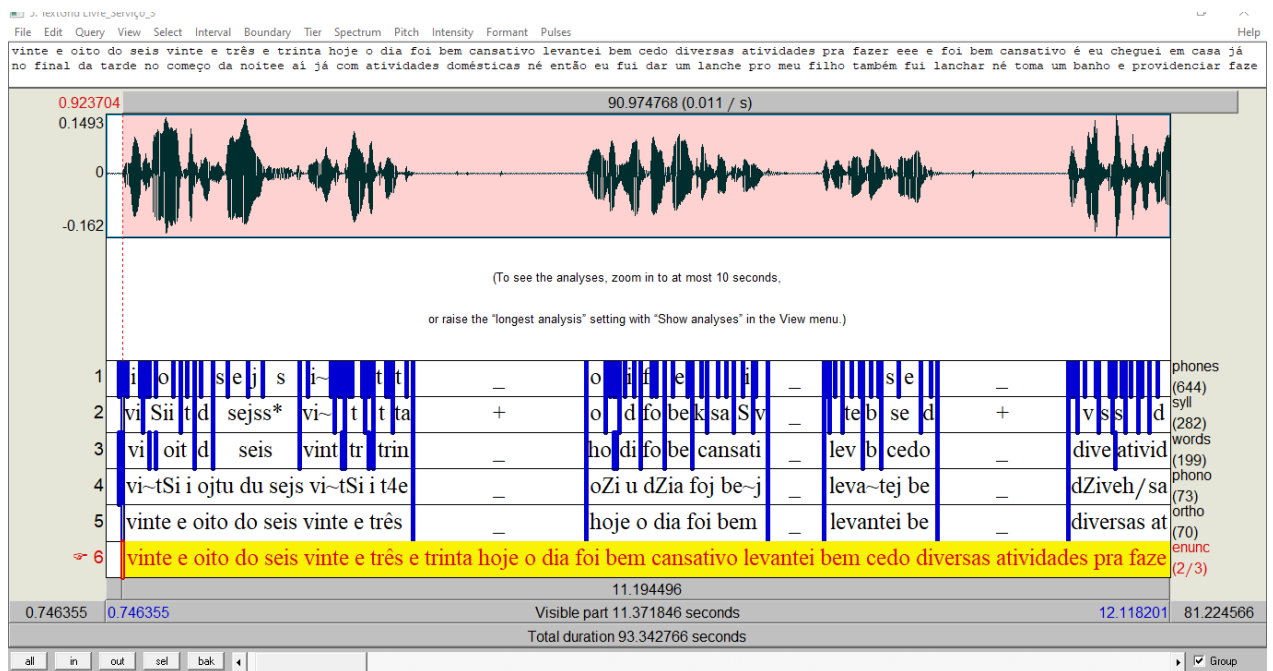 3. TextGrid Livre_Serviço_3
File Edit Query View Select Interval Boundary Tier Spectrum Pitch Intensity Formant Pulses Help
vinte e oito do seis vinte e três e trinta hoje o dia foi bem cansativo levantei bem cedo diversas atividades pra fazer eee e foi bem cansativo é eu cheguei em casa já
no final da tarde no começo da noitee aí já com atividades domésticas né então eu fui dar um lanche pro meu filho também fui lanchar né toma um banho e providenciar faze
0.923704 90.974768 (0.011 / s)
0.1493
0
-0.162
(To see the analyses, zoom in to at most 10 seconds,
or raise the "longest analysis" setting with "Show analyses" in the View menu.)
1 i o s e j s i~ t t _ o i f e i _ s e _ phones
(644)
2 vi Sii t d sejss* vi~ t t ta + o d fo be k sa S v _ te b se d + v s s d syll
(282)
3 vi oit d seis vint tr trin _ ho di fo be cansati _ lev b cedo _ dive ativid words
(199)
4 vi~tSi i ojtu du sejs vi~tSi i t4e _ oZi u dZia foj be~j _ leva~tej be _ dZiveh/sa phono
(73)
5 vinte e oito do seis vinte e três _ hoje o dia foi bem _ levantei be _ diversas at ortho
(70)
6 vinte e oito do seis vinte e três e trinta hoje o dia foi bem cansativo levantei bem cedo diversas atividades pra faze enunc
(2/3)
11.194496
0.746355 0.746355 Visible part 11.371846 seconds 12.118201 81.224566
Total duration 93.342766 seconds
all in out sel bak Group